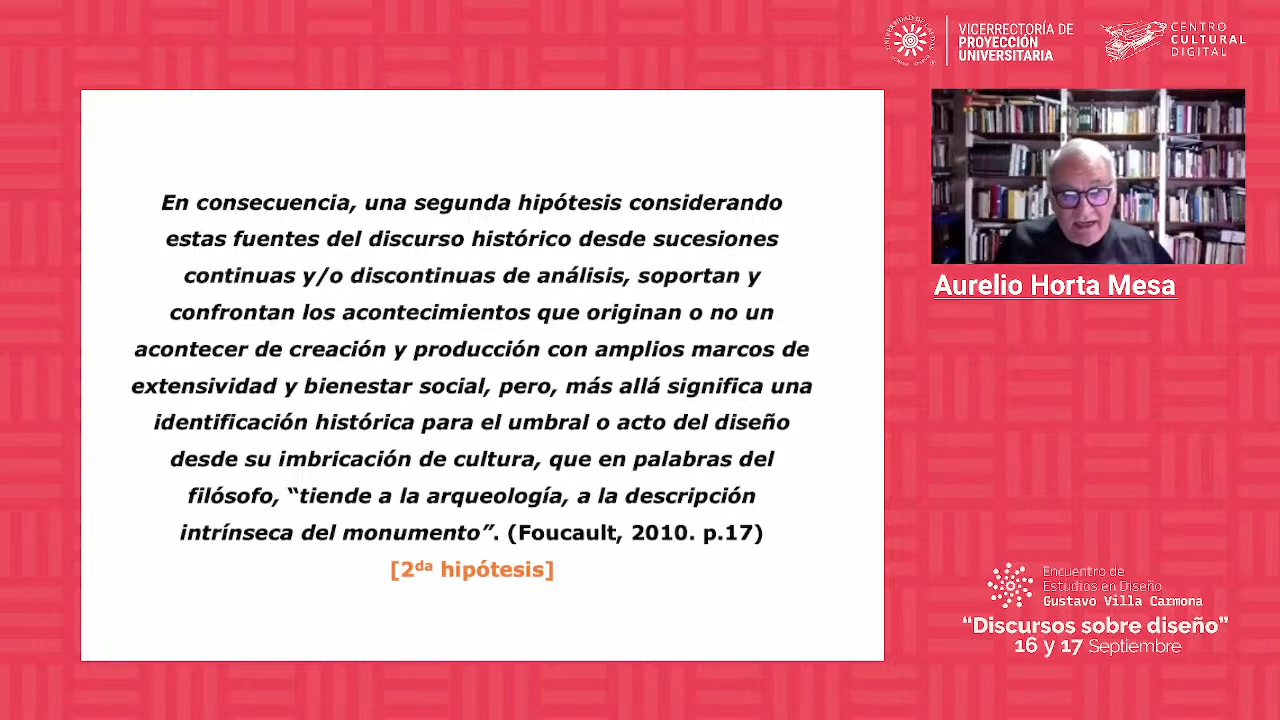 VICERRECTORÍA DE
PROYECCIÓN
UNIVERSITARIA
CENTRO
CULTURAL
DIGITAL
En consecuencia, una segunda hipótesis considerando
estas fuentes del discurso histórico desde sucesiones
continuas y/o discontinuas de análisis, soportan y
confrontan los acontecimientos que originan o no un
acontecer de creación y producción con amplios marcos de
extensividad y bienestar social, pero, más allá significa una
identificación histórica para el umbral o acto del diseño
desde su imbricación de cultura, que en palabras del
filósofo, “tiende a la arqueología, a la descripción
intrínseca del monumento”. (Foucault, 2010. p.17)
[2da hipótesis]
Aurelio Horta Mesa
Encuentro de
Estudios en Diseño
Gustavo Villa Carmona
“Discursos sobre diseño”
16 y 17 Septiembre